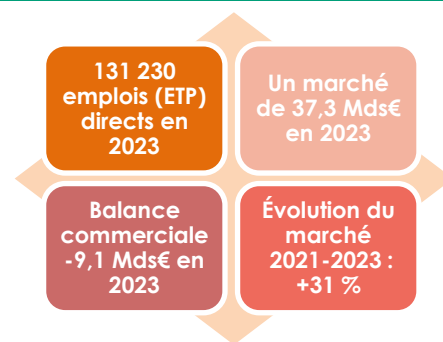 131 230
emplois (ETP)
directs en
2023
Un marché
de 37,3 Mds€
en 2023
Balance
commerciale
-9,1 Mds€ en
2023
Évolution du
marché
2021-2023 :
+31 %